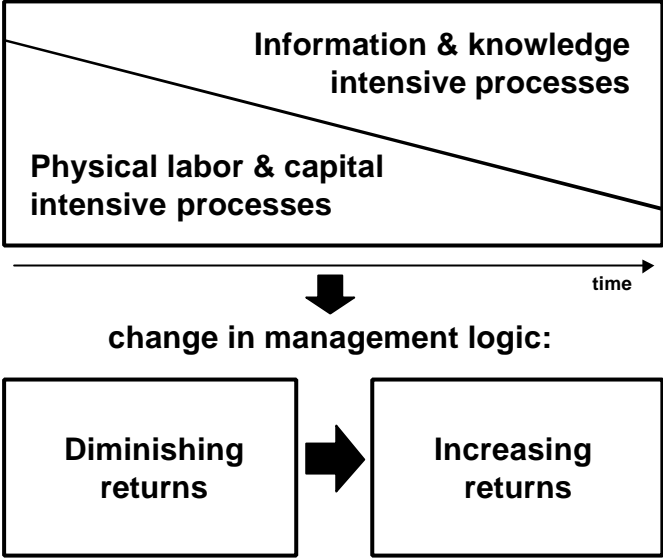 Information & knowledge
intensive processes
Physical labor & capital
intensive processes
time
change in management logic:
Diminishing
returns
Increasing
returns